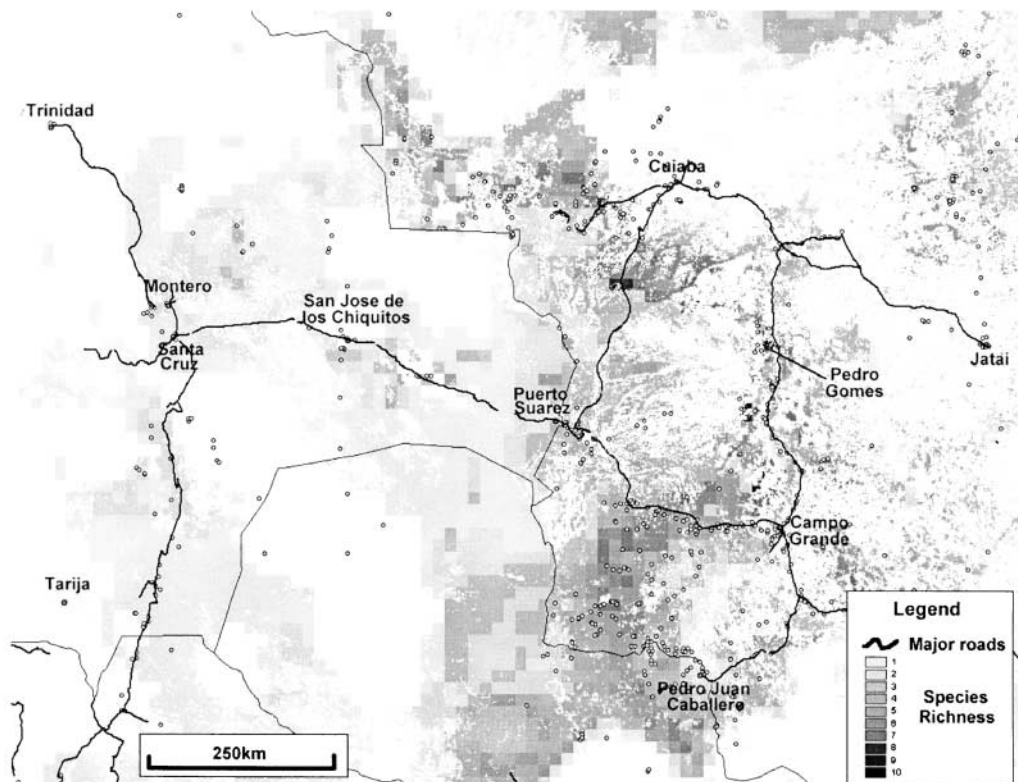 Trinidad
Cuiaba
Montero
San Jose de
los Chiquitos
Santa
Cruz
Jatai
Pedro
Gomes
Puerto
Suarez
Campo
Grande
Tarija
Pedro Juan
Caballero
250km
Legend
Major roads
Species
Richness
1
2
3
4
5
6
7
8
9
10